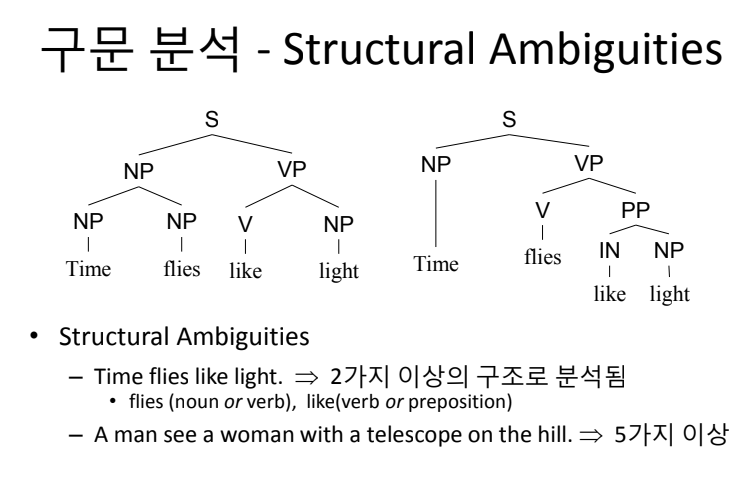 구문 분석 - Structural Ambiguities
S S
NP VP NP VP
NP NP V NP V PP
Time flies like light Time flies IN NP
like light
• Structural Ambiguities
– Time flies like light. ⇒ 2가지 이상의 구조로 분석됨
• flies (noun or verb), like(verb or preposition)
– A man see a woman with a telescope on the hill. ⇒ 5가지 이상